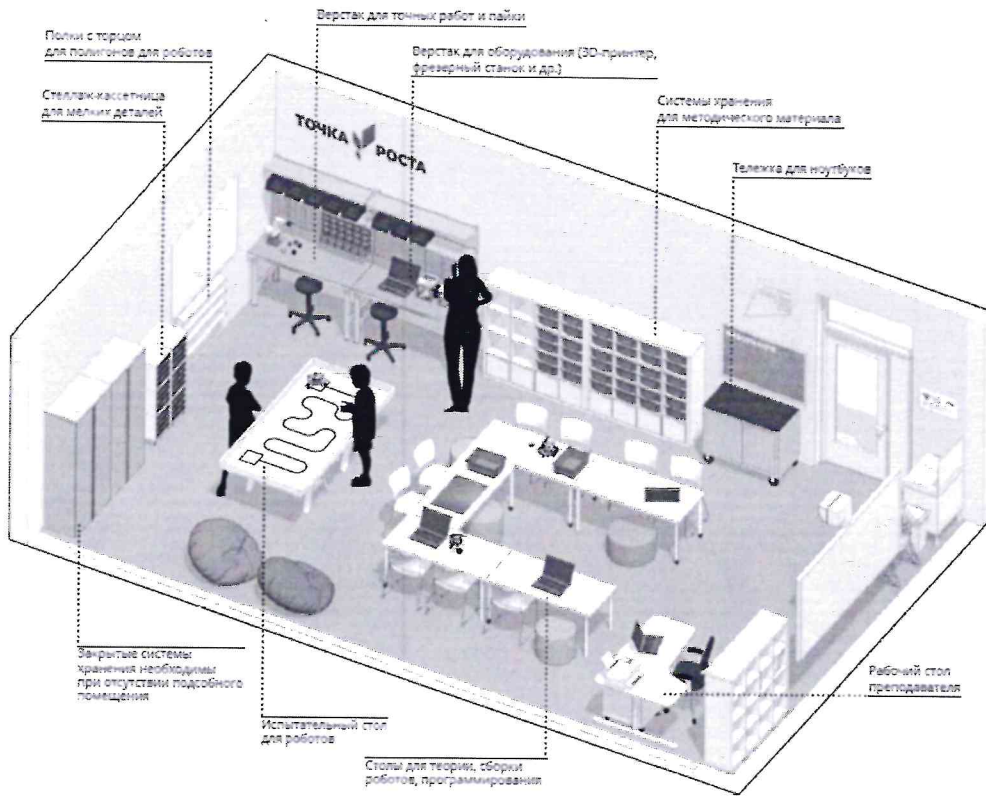 Верстак для точных работ и пайки
Полки с торцом
для полигонов для роботов
Верстак для оборудования (3D-принтер,
фрезерный станок и др.)
Стеллаж-кассетница
для мелких деталей
Системы хранения
для методического материала
ТОЧКА РОСТА
Тележка для ноутбуков
Закрытые системы
хранения необходимы
при отсутствии подсобного
помещения
Рабочий стол
преподавателя
Испытательный стол
для роботов
Столы для теории, сборки
роботов, программирования